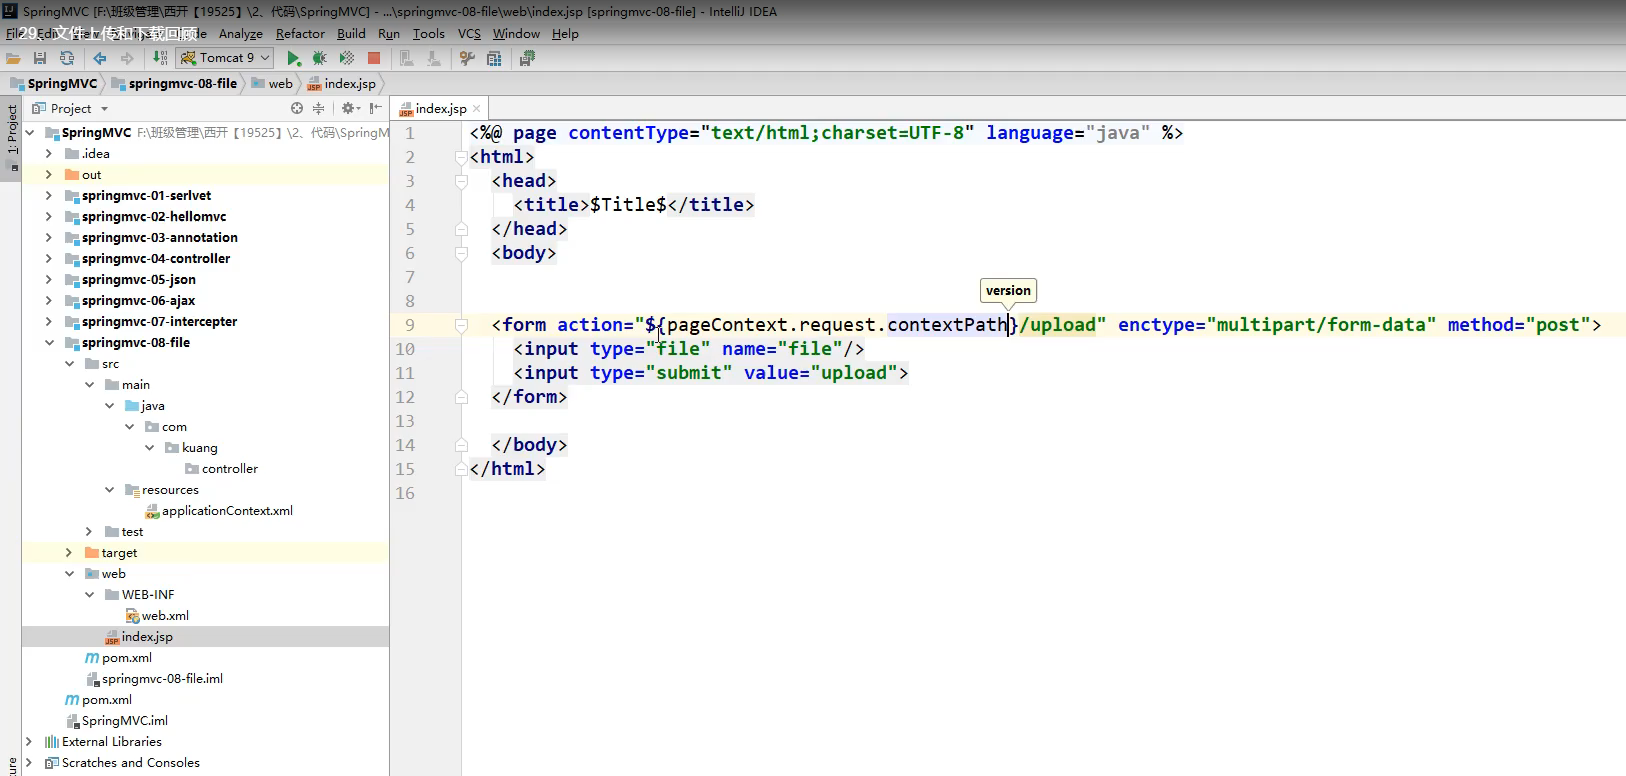 SpringMVC [F:\班级管理\西开【19525】\2、代码\SpringMVC] - ...\springmvc-08-file\web\index.jsp [springmvc-08-file] - IntelliJ IDEA
29、文件上传和下载回顾
File Edit View Navigate Code Analyze Refactor Build Run Tools VCS Window Help
Tomcat 9
SpringMVC springmvc-08-file web index.jsp
1: Project
Project
index.jsp
SpringMVC F:\班级管理\西开【19525】\2、代码\SpringM
.idea
out
springmvc-01-serlvet
springmvc-02-hellomvc
springmvc-03-annotation
springmvc-04-controller
springmvc-05-json
springmvc-06-ajax
springmvc-07-intercepter
springmvc-08-file
src
main
java
com
kuang
controller
resources
applicationContext.xml
test
target
web
WEB-INF
web.xml
index.jsp
pom.xml
springmvc-08-file.iml
pom.xml
SpringMVC.iml
External Libraries
Scratches and Consoles
ure
1 <%@ page contentType="text/html;charset=UTF-8" language="java" %>
2 <html>
3 <head>
4 <title>$Title$</title>
5 </head>
6 <body>
7
8
version
9 <form action="${pageContext.request.contextPath}/upload" enctype="multipart/form-data" method="post">
10 <input type="file" name="file"/>
11 <input type="submit" value="upload">
12 </form>
13
14 </body>
15 </html>
16